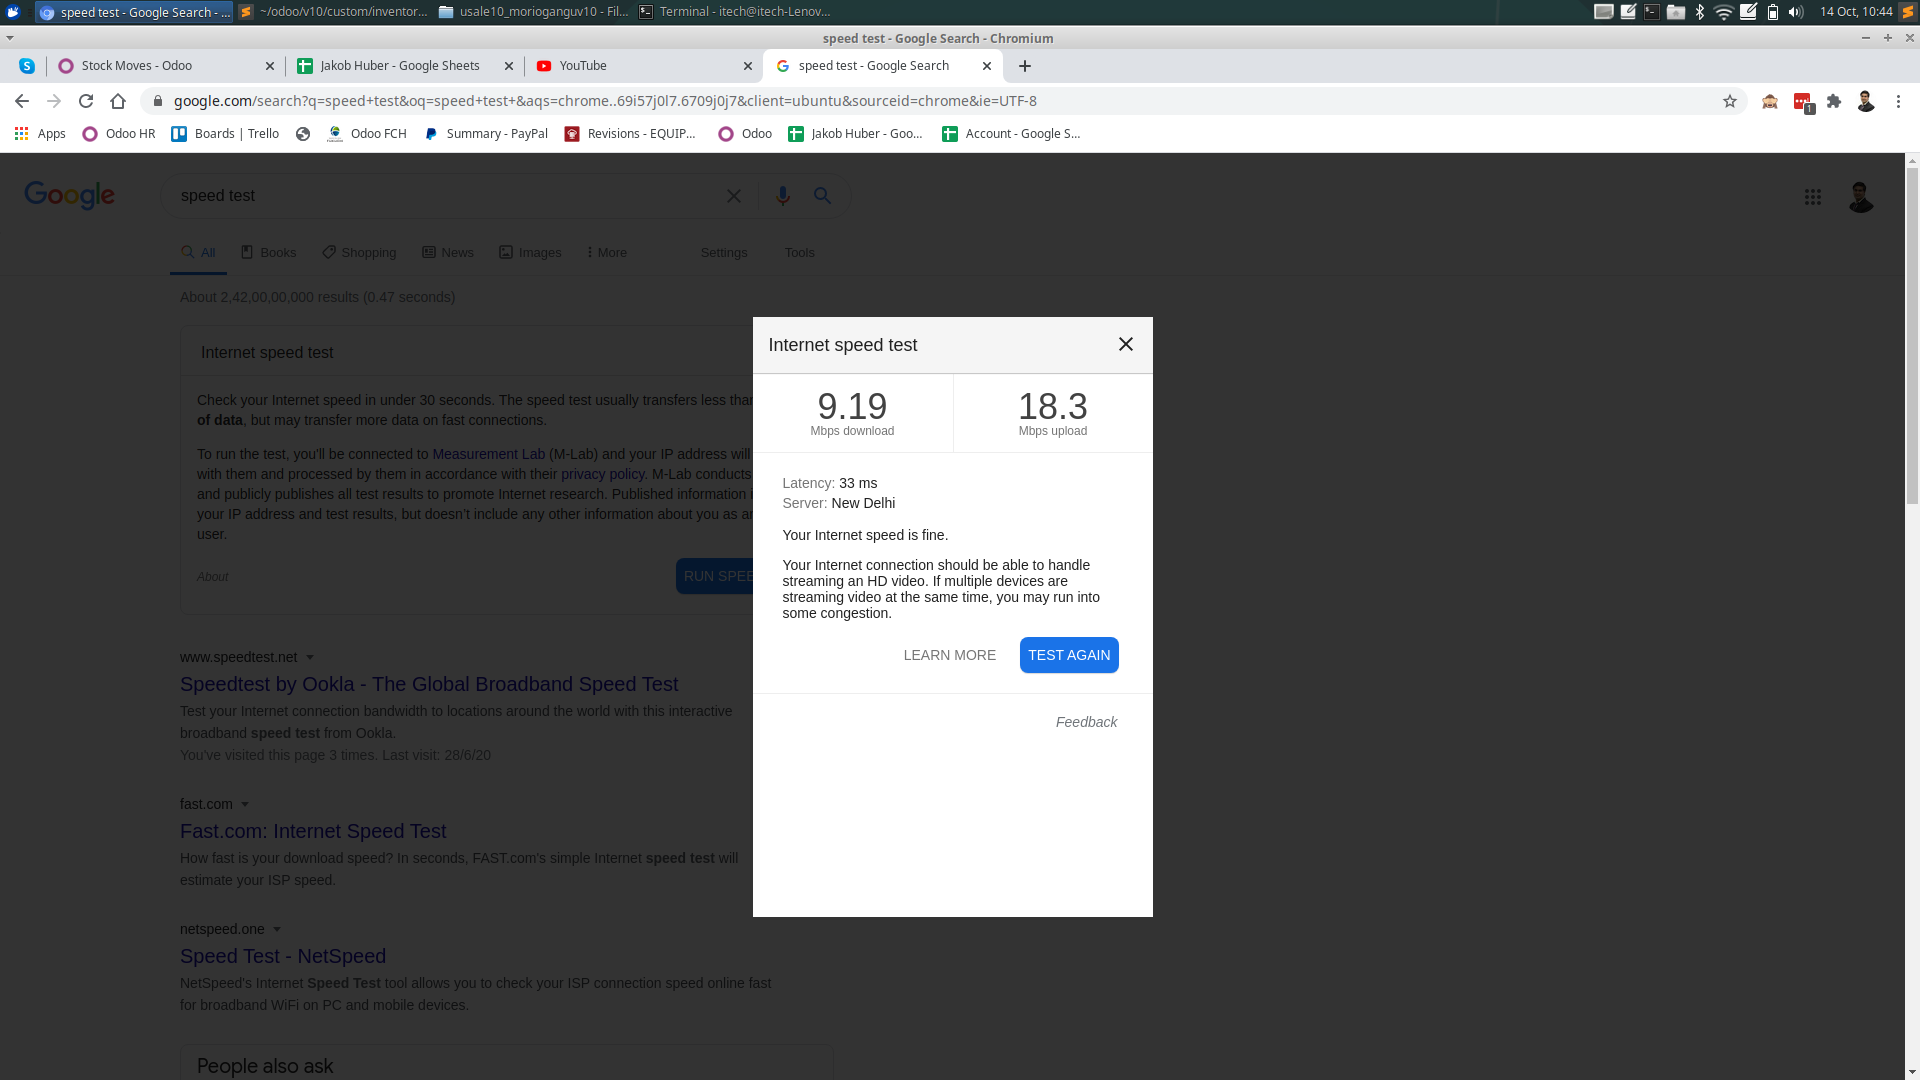 speed test - Google Search - ...
~/odoo/v10/custom/inventor...
usale10_morioganguv10 - Fil...
Terminal - itech@itech-Lenov...
14 Oct, 10:44
speed test - Google Search - Chromium
Stock Moves - Odoo
Jakob Huber - Google Sheets
YouTube
speed test - Google Search
google.com/search?q=speed+test&oq=speed+test+&aqs=chrome..69i57j0l7.6709j0j7&client=ubuntu&sourceid=chrome&ie=UTF-8
1
Apps
Odoo HR
Boards | Trello
Odoo FCH
Summary - PayPal
Revisions - EQUIP...
Odoo
Jakob Huber - Goo...
Account - Google S...
Google
speed test
All
Books
Shopping
News
Images
More
Settings
Tools
About 2,42,00,00,000 results (0.47 seconds)
Internet speed test
Check your Internet speed in under 30 seconds. The speed test usually transfers less tha
of data, but may transfer more data on fast connections.
To run the test, you'll be connected to Measurement Lab (M-Lab) and your IP address will
with them and processed by them in accordance with their privacy policy. M-Lab conducts
and publicly publishes all test results to promote Internet research. Published information i
your IP address and test results, but doesn't include any other information about you as a
user.
About
RUN SPEE
www.speedtest.net
Speedtest by Ookla - The Global Broadband Speed Test
Test your Internet connection bandwidth to locations around the world with this interactive
broadband speed test from Ookla.
You've visited this page 3 times. Last visit: 28/6/20
fast.com
Fast.com: Internet Speed Test
How fast is your download speed? In seconds, FAST.com's simple Internet speed test will
estimate your ISP speed.
netspeed.one
Speed Test - NetSpeed
NetSpeed's Internet Speed Test tool allows you to check your ISP connection speed online fast
for broadband WiFi on PC and mobile devices.
People also ask
Internet speed test
9.19
Mbps download
18.3
Mbps upload
Latency: 33 ms
Server: New Delhi
Your Internet speed is fine.
Your Internet connection should be able to handle
streaming an HD video. If multiple devices are
streaming video at the same time, you may run into
some congestion.
LEARN MORE
TEST AGAIN
Feedback